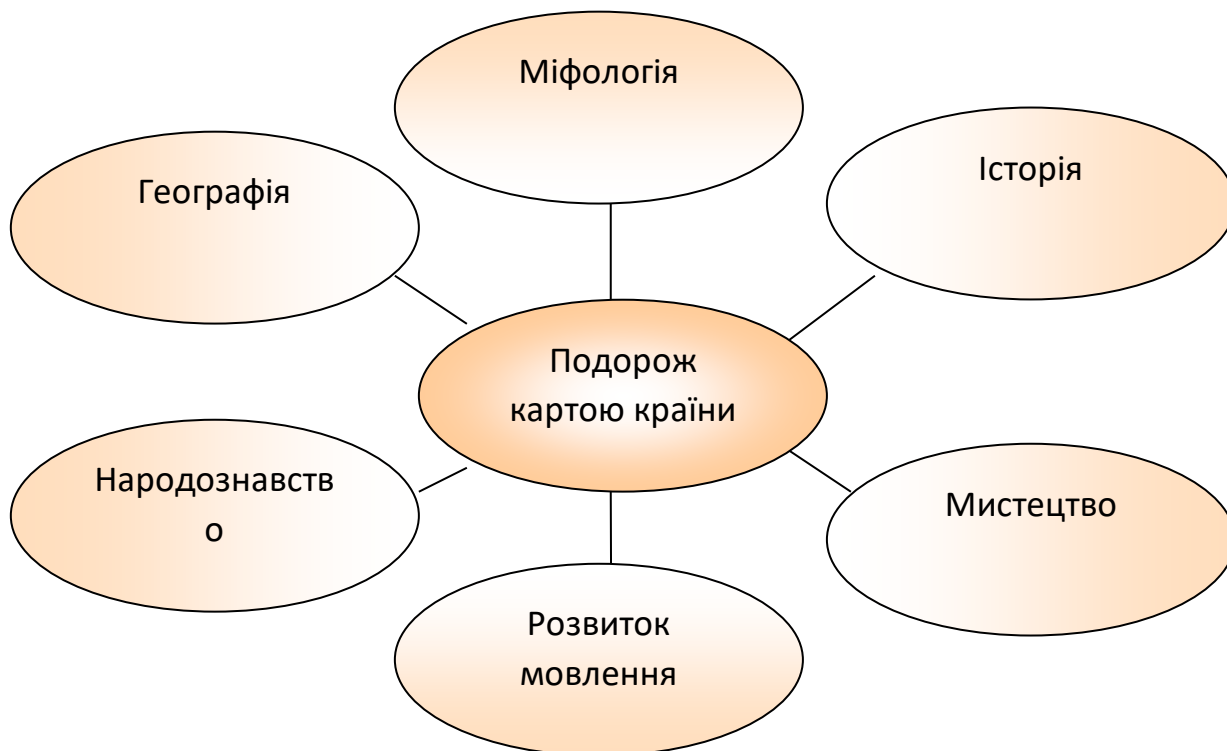 Міфологія
Географія
Історія
Подорож
картою країни
Народознавств
о
Мистецтво
Розвиток
мовлення